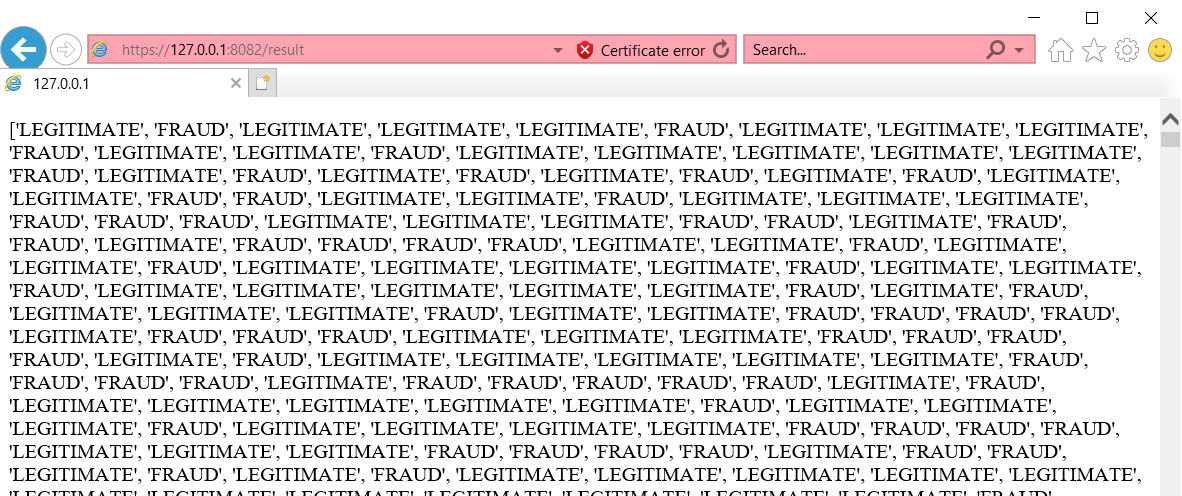 https://127.0.0.1:8082/result
Certificate error
Search...
127.0.0.1
['LEGITIMATE', 'FRAUD', 'LEGITIMATE', 'LEGITIMATE', 'LEGITIMATE', 'FRAUD', 'LEGITIMATE', 'LEGITIMATE', 'LEGITIMATE',
'FRAUD', 'LEGITIMATE', 'LEGITIMATE', 'FRAUD', 'LEGITIMATE', 'LEGITIMATE', 'LEGITIMATE', 'LEGITIMATE', 'LEGITIMATE',
'FRAUD', 'LEGITIMATE', 'FRAUD', 'LEGITIMATE', 'FRAUD', 'LEGITIMATE', 'FRAUD', 'LEGITIMATE', 'FRAUD', 'LEGITIMATE',
'LEGITIMATE', 'FRAUD', 'FRAUD', 'LEGITIMATE', 'LEGITIMATE', 'FRAUD', 'LEGITIMATE', 'LEGITIMATE', 'LEGITIMATE',
'FRAUD', 'FRAUD', 'FRAUD', 'LEGITIMATE', 'LEGITIMATE', 'LEGITIMATE', 'FRAUD', 'FRAUD', 'LEGITIMATE', 'FRAUD',
'FRAUD', 'LEGITIMATE', 'FRAUD', 'FRAUD', 'FRAUD', 'FRAUD', 'LEGITIMATE', 'LEGITIMATE', 'FRAUD', 'LEGITIMATE',
'LEGITIMATE', 'FRAUD', 'LEGITIMATE', 'LEGITIMATE', 'LEGITIMATE', 'LEGITIMATE', 'FRAUD', 'LEGITIMATE', 'LEGITIMATE',
'FRAUD', 'LEGITIMATE', 'LEGITIMATE', 'LEGITIMATE', 'LEGITIMATE', 'LEGITIMATE', 'FRAUD', 'LEGITIMATE', 'FRAUD',
'LEGITIMATE', 'LEGITIMATE', 'LEGITIMATE', 'FRAUD', 'LEGITIMATE', 'LEGITIMATE', 'FRAUD', 'FRAUD', 'FRAUD', 'FRAUD',
'LEGITIMATE', 'FRAUD', 'FRAUD', 'FRAUD', 'LEGITIMATE', 'LEGITIMATE', 'LEGITIMATE', 'FRAUD', 'FRAUD', 'FRAUD',
'FRAUD', 'LEGITIMATE', 'FRAUD', 'LEGITIMATE', 'LEGITIMATE', 'LEGITIMATE', 'LEGITIMATE', 'LEGITIMATE', 'FRAUD',
'FRAUD', 'FRAUD', 'FRAUD', 'LEGITIMATE', 'FRAUD', 'FRAUD', 'FRAUD', 'FRAUD', 'FRAUD', 'LEGITIMATE', 'FRAUD',
'LEGITIMATE', 'LEGITIMATE', 'LEGITIMATE', 'LEGITIMATE', 'LEGITIMATE', 'FRAUD', 'LEGITIMATE', 'LEGITIMATE',
'LEGITIMATE', 'FRAUD', 'LEGITIMATE', 'LEGITIMATE', 'LEGITIMATE', 'LEGITIMATE', 'FRAUD', 'FRAUD', 'FRAUD', 'FRAUD',
'LEGITIMATE', 'LEGITIMATE', 'LEGITIMATE', 'FRAUD', 'FRAUD', 'FRAUD', 'FRAUD', 'LEGITIMATE', 'FRAUD', 'FRAUD',
'LEGITIMATE', 'FRAUD', 'LEGITIMATE', 'FRAUD', 'LEGITIMATE', 'LEGITIMATE', 'LEGITIMATE', 'LEGITIMATE', 'LEGITIMATE',